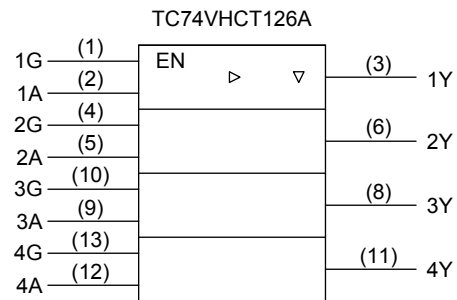 TC74VHCT126A
1G (1) EN
1A (2) (3) 1Y
2G (4)
2A (5) (6) 2Y
3G (10)
3A (9) (8) 3Y
4G (13)
4A (12) (11) 4Y